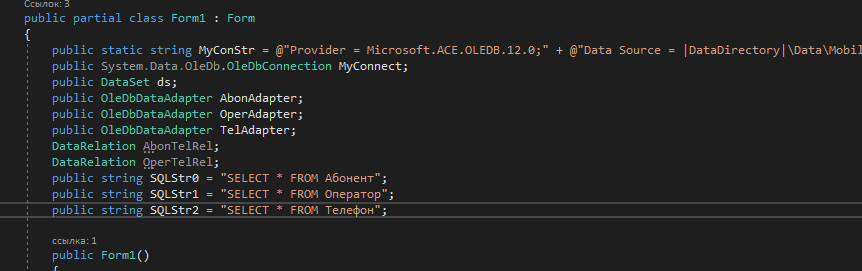 Ссылок: 3
public partial class Form1 : Form
{
public static string MyConStr = @"Provider = Microsoft.ACE.OLEDB.12.0;" + @"Data Source = |DataDirectory|\Data\Mobil
public System.Data.OleDb.OleDbConnection MyConnect;
public DataSet ds;
public OleDbDataAdapter AbonAdapter;
public OleDbDataAdapter OperAdapter;
public OleDbDataAdapter TelAdapter;
DataRelation AbonTelRel;
DataRelation OperTelRel;
public string SQLStr0 = "SELECT * FROM Абонент";
public string SQLStr1 = "SELECT * FROM Оператор";
public string SQLStr2 = "SELECT * FROM Телефон";
ссылка: 1
public Form1()
{